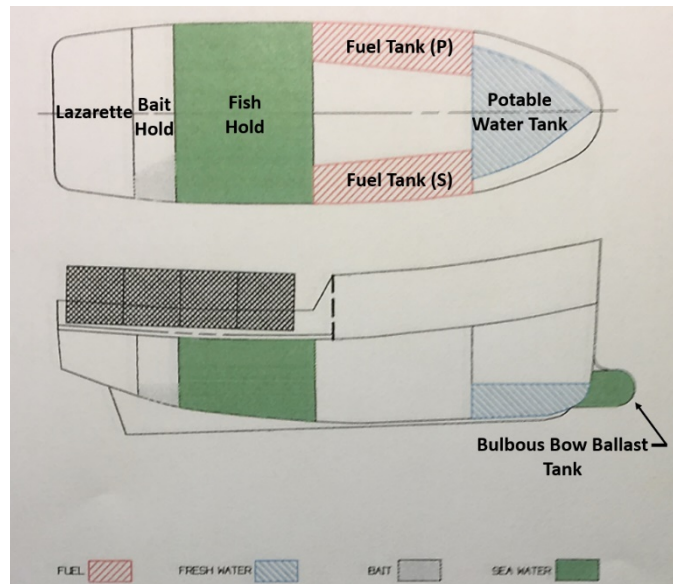 Fuel Tank (P)
Lazarette
Bait
Hold
Fish
Hold
Potable
Water Tank
Fuel Tank (S)
Bulbous Bow Ballast
Tank
FUEL
FRESH WATER
BAIT
SEA WATER